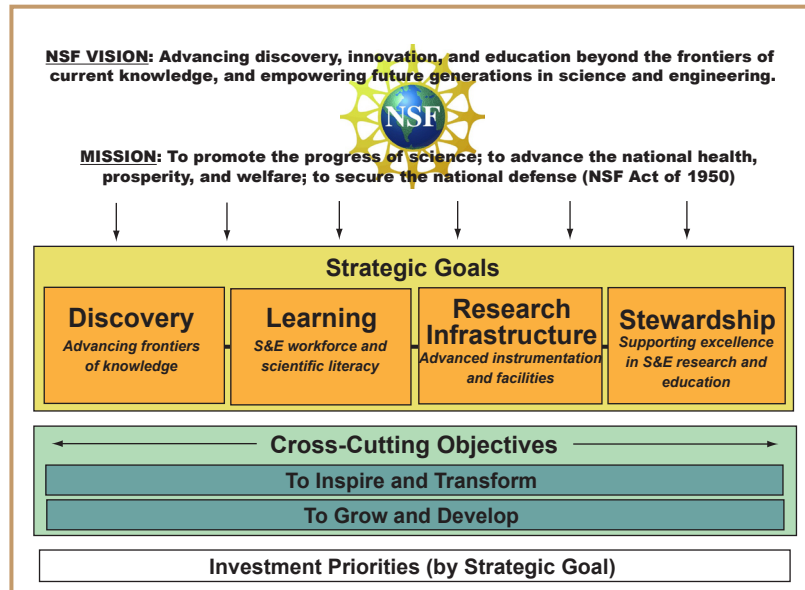 NSF VISION: Advancing discovery, innovation, and education beyond the frontiers of
current knowledge, and empowering future generations in science and engineering.
NSF
MISSION: To promote the progress of science; to advance the national health,
prosperity, and welfare; to secure the national defense (NSF Act of 1950)
Strategic Goals
Discovery
Advancing frontiers
of knowledge
Learning
S&E workforce and
scientific literacy
Research
Infrastructure
Advanced instrumentation
and facilities
Stewardship
Supporting excellence
in S&E research and
education
Cross-Cutting Objectives
To Inspire and Transform
To Grow and Develop
Investment Priorities (by Strategic Goal)